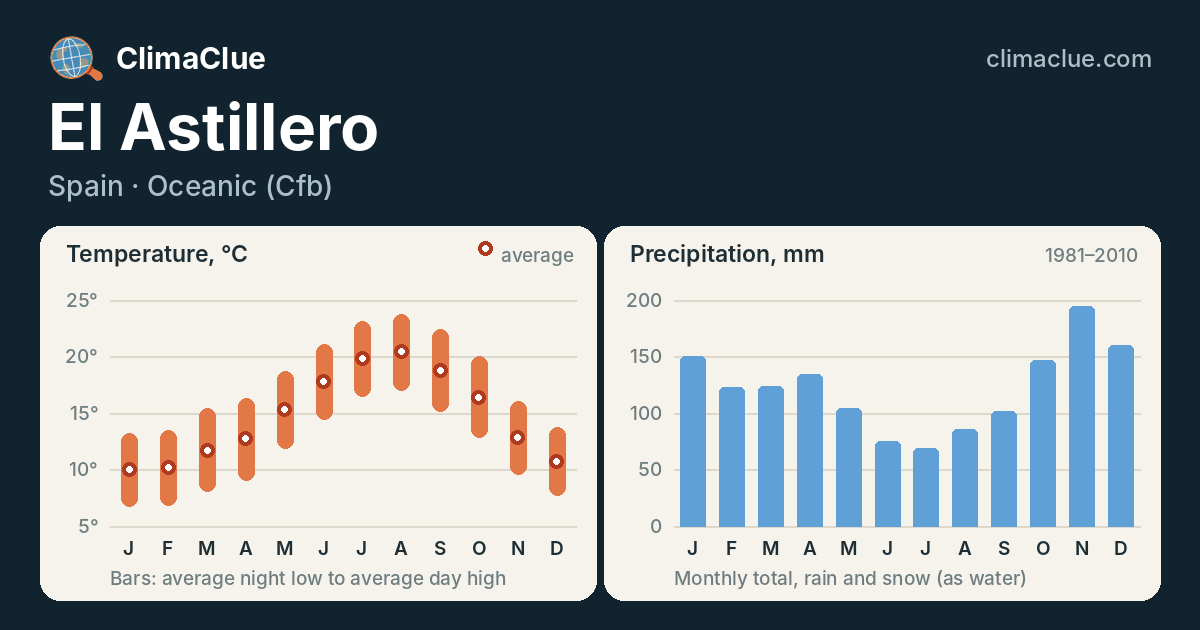 ClimaClue
climaclue.com
El Astillero
Spain · Oceanic (Cfb)
Temperature, °C
average
25°
20°
15°
10°
5°
J F M A M J J A S O N D
Bars: average night low to average day high
Precipitation, mm
1981–2010
200
150
100
50
0
J F M A M J J A S O N D
Monthly total, rain and snow (as water)